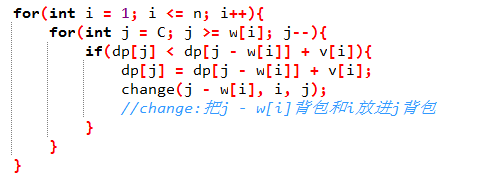 for(int i = 1; i <= n; i++){
for(int j = C; j >= w[i]; j--){
if(dp[j] < dp[j - w[i]] + v[i]){
dp[j] = dp[j - w[i]] + v[i];
change(j - w[i], i, j);
//change:把j - w[i]背包和i放进j背包
}
}
}